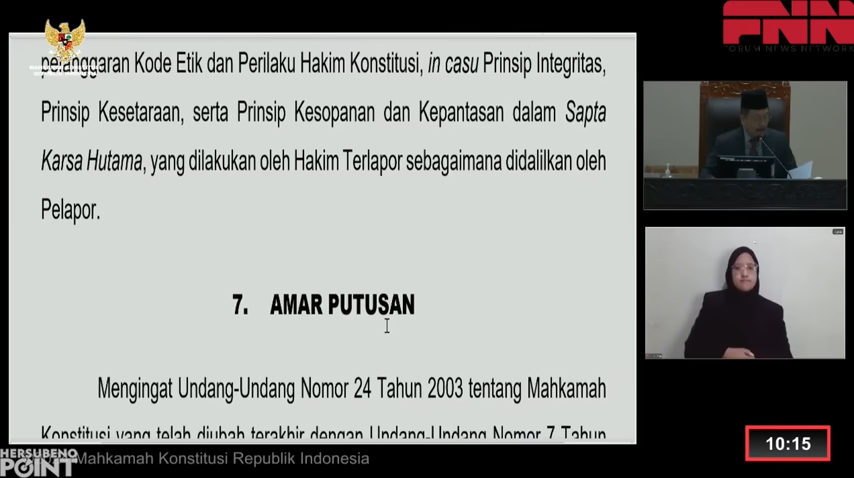 FNN
FORUM NEWS NETWORK
pelanggaran Kode Etik dan Perilaku Hakim Konstitusi, in casu Prinsip Integritas,
Prinsip Kesetaraan, serta Prinsip Kesopanan dan Kepantasan dalam Sapta
Karsa Hutama, yang dilakukan oleh Hakim Terlapor sebagaimana didalilkan oleh
Pelapor.
7. AMAR PUTUSAN
Mengingat Undang-Undang Nomor 24 Tahun 2003 tentang Mahkamah
Konstitusi yang telah diubah terakhir dengan Undang-Undang Nomor 7 Tahun
HERSUBENO
POINT
Mahkamah Konstitusi Republik Indonesia
10:15